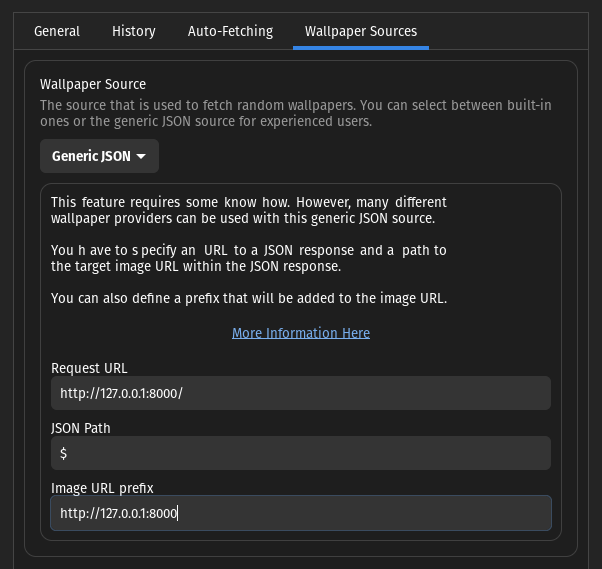 General History Auto-Fetching Wallpaper Sources
Wallpaper Source
The source that is used to fetch random wallpapers. You can select between built-in
ones or the generic JSON source for experienced users.
Generic JSON
This feature requires some know how. However, many different
wallpaper providers can be used with this generic JSON source.
You h ave to s pecify an URL to a JSON response and a path to
the target image URL within the JSON response.
You can also define a prefix that will be added to the image URL.
More Information Here
Request URL
http://127.0.0.1:8000/
JSON Path
$
Image URL prefix
http://127.0.0.1:8000